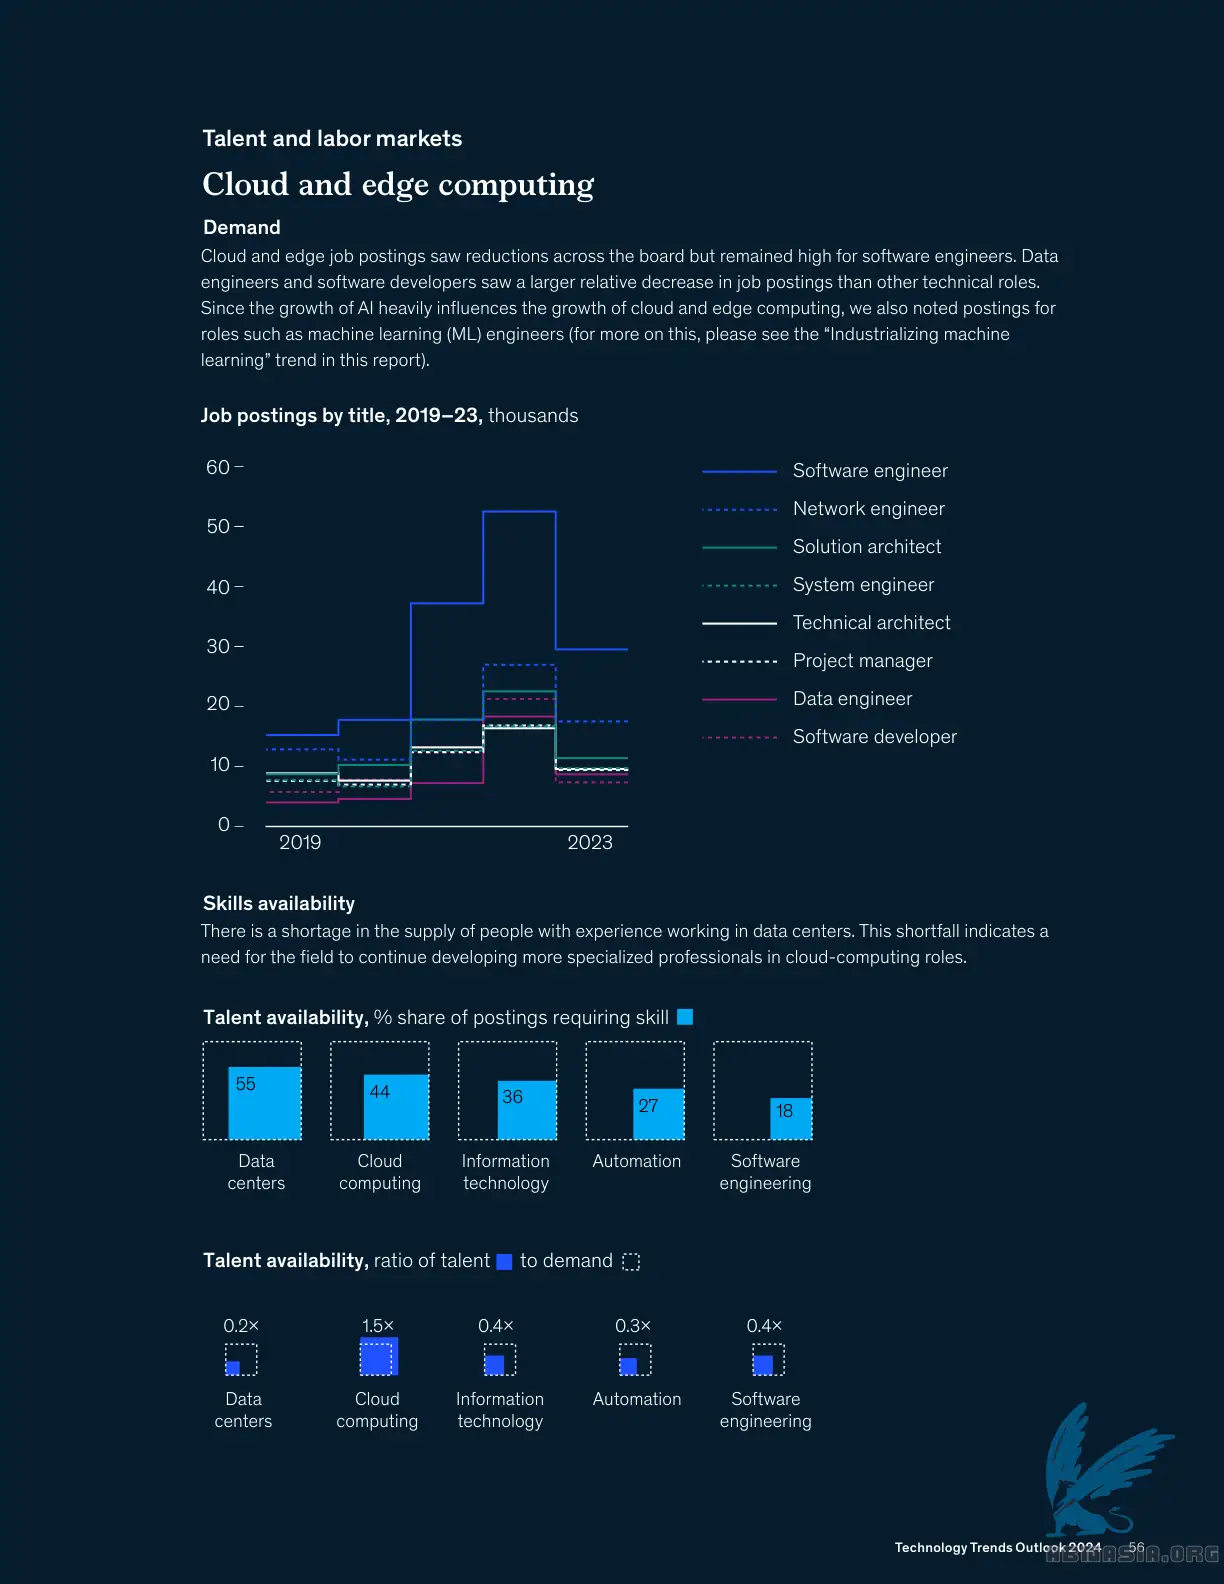 Talent and labor markets
Cloud and edge computing
Demand
Cloud and edge job postings saw reductions across the board but remained high for software engineers. Data
engineers and software developers saw a larger relative decrease in job postings than other technical roles.
Since the growth of AI heavily influences the growth of cloud and edge computing, we also noted postings for
roles such as machine learning (ML) engineers (for more on this, please see the “Industrializing machine
learning” trend in this report).
Job postings by title, 2019–23, thousands
60
50
40
30
20
10
0
2019
2023
Software engineer
Network engineer
Solution architect
System engineer
Technical architect
Project manager
Data engineer
Software developer
Skills availability
There is a shortage in the supply of people with experience working in data centers. This shortfall indicates a
need for the field to continue developing more specialized professionals in cloud-computing roles.
Talent availability, % share of postings requiring skill
55
44
36
27
18
Data
centers
Cloud
computing
Information
technology
Automation
Software
engineering
Talent availability, ratio of talent to demand
0.2×
1.5×
0.4×
0.3×
0.4×
Data
centers
Cloud
computing
Information
technology
Automation
Software
engineering
Technology Trends Outlook 2024 56
ABNASIA.ORG